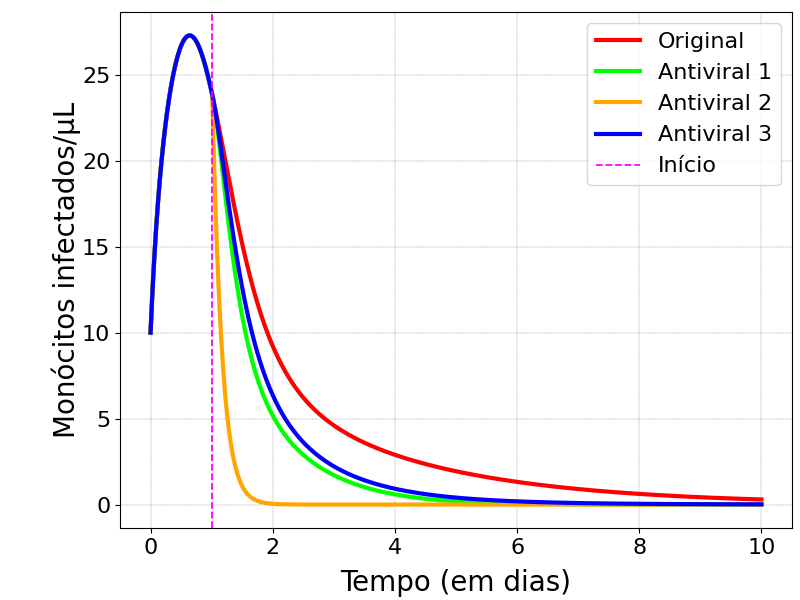 Original
Antiviral 1
Antiviral 2
Antiviral 3
Início
Monócitos infectados/μL
25
20
15
10
5
0
0 2 4 6 8 10
Tempo (em dias)